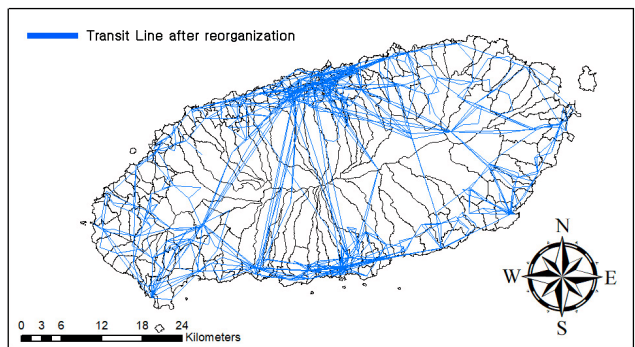 Transit Line after reorganization
N
W E
S
0 3 6 12 18 24
Kilometers